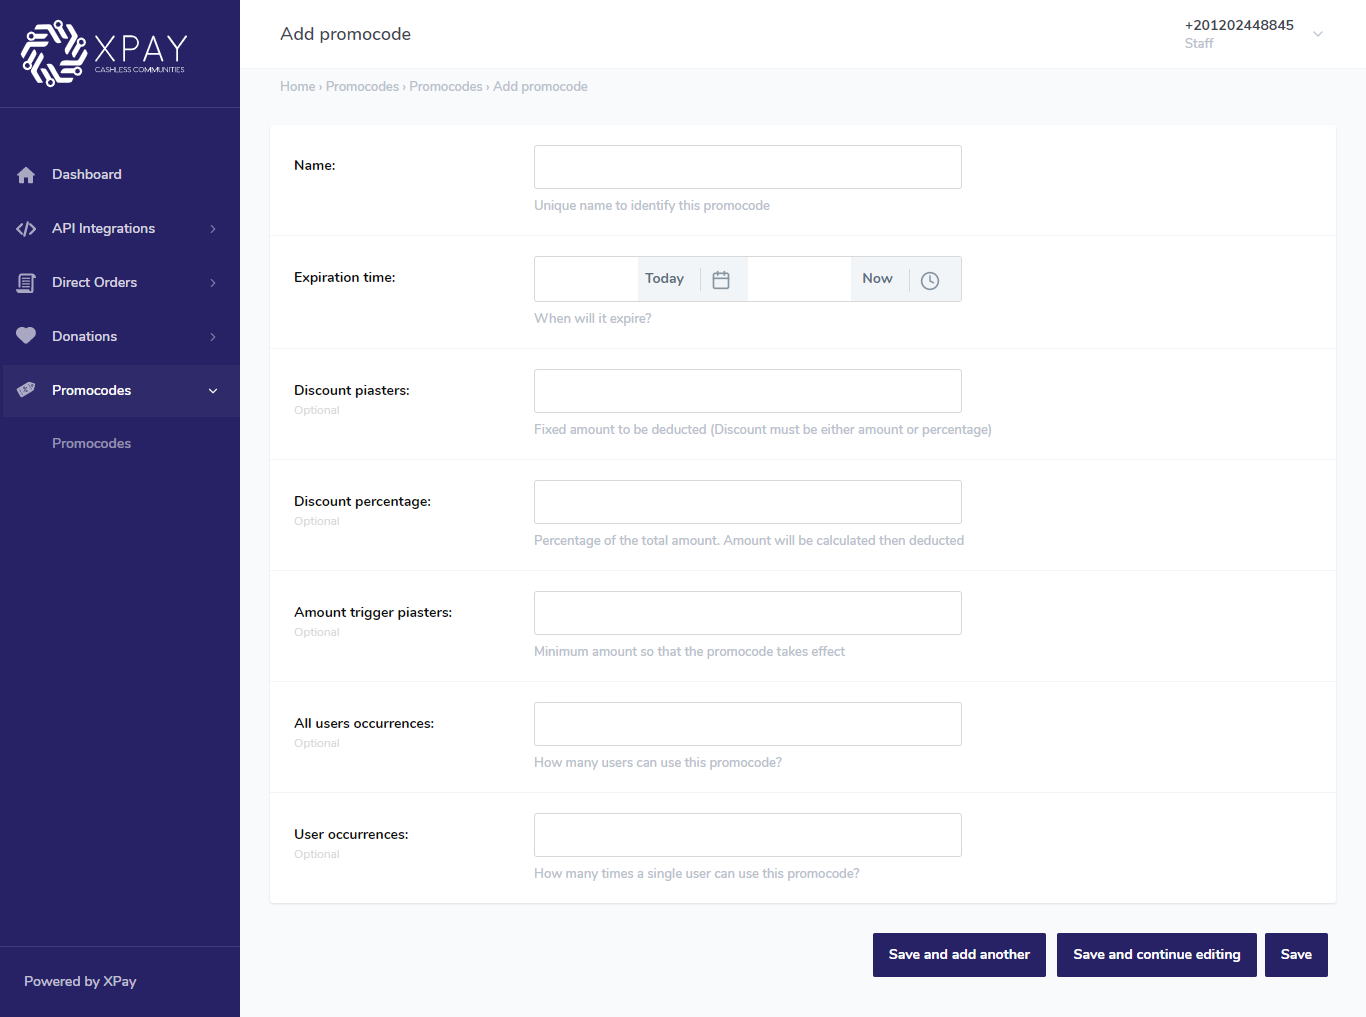 XPAY
CASHLESS COMMUNITIES
Dashboard
API Integrations
Direct Orders
Donations
Promocodes
Promocodes
Powered by XPay
Add promocode
+201202448845
Staff
Home › Promocodes › Promocodes › Add promocode
Name:
Unique name to identify this promocode
Expiration time:
Today
Now
When will it expire?
Discount piasters:
Optional
Fixed amount to be deducted (Discount must be either amount or percentage)
Discount percentage:
Optional
Percentage of the total amount. Amount will be calculated then deducted
Amount trigger piasters:
Optional
Minimum amount so that the promocode takes effect
All users occurrences:
Optional
How many users can use this promocode?
User occurrences:
Optional
How many times a single user can use this promocode?
Save and add another
Save and continue editing
Save